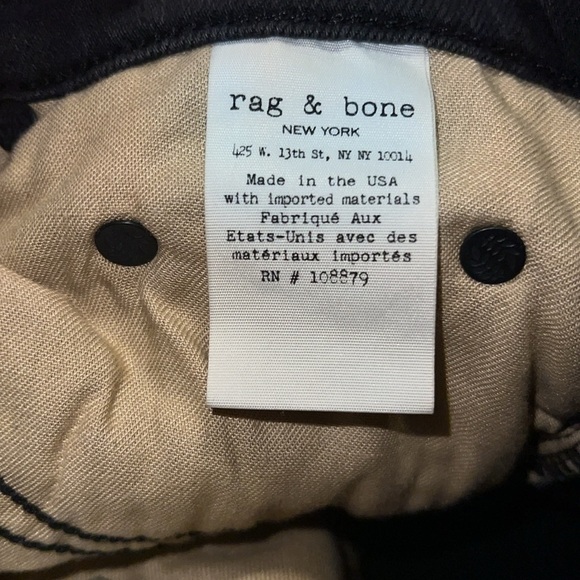 rag & bone
NEW YORK
425 W. 13th St, NY NY 10014
Made in the USA
with imported materials
Fabriqué Aux
Etats-Unis avec des
matériaux importés
RN # 108879